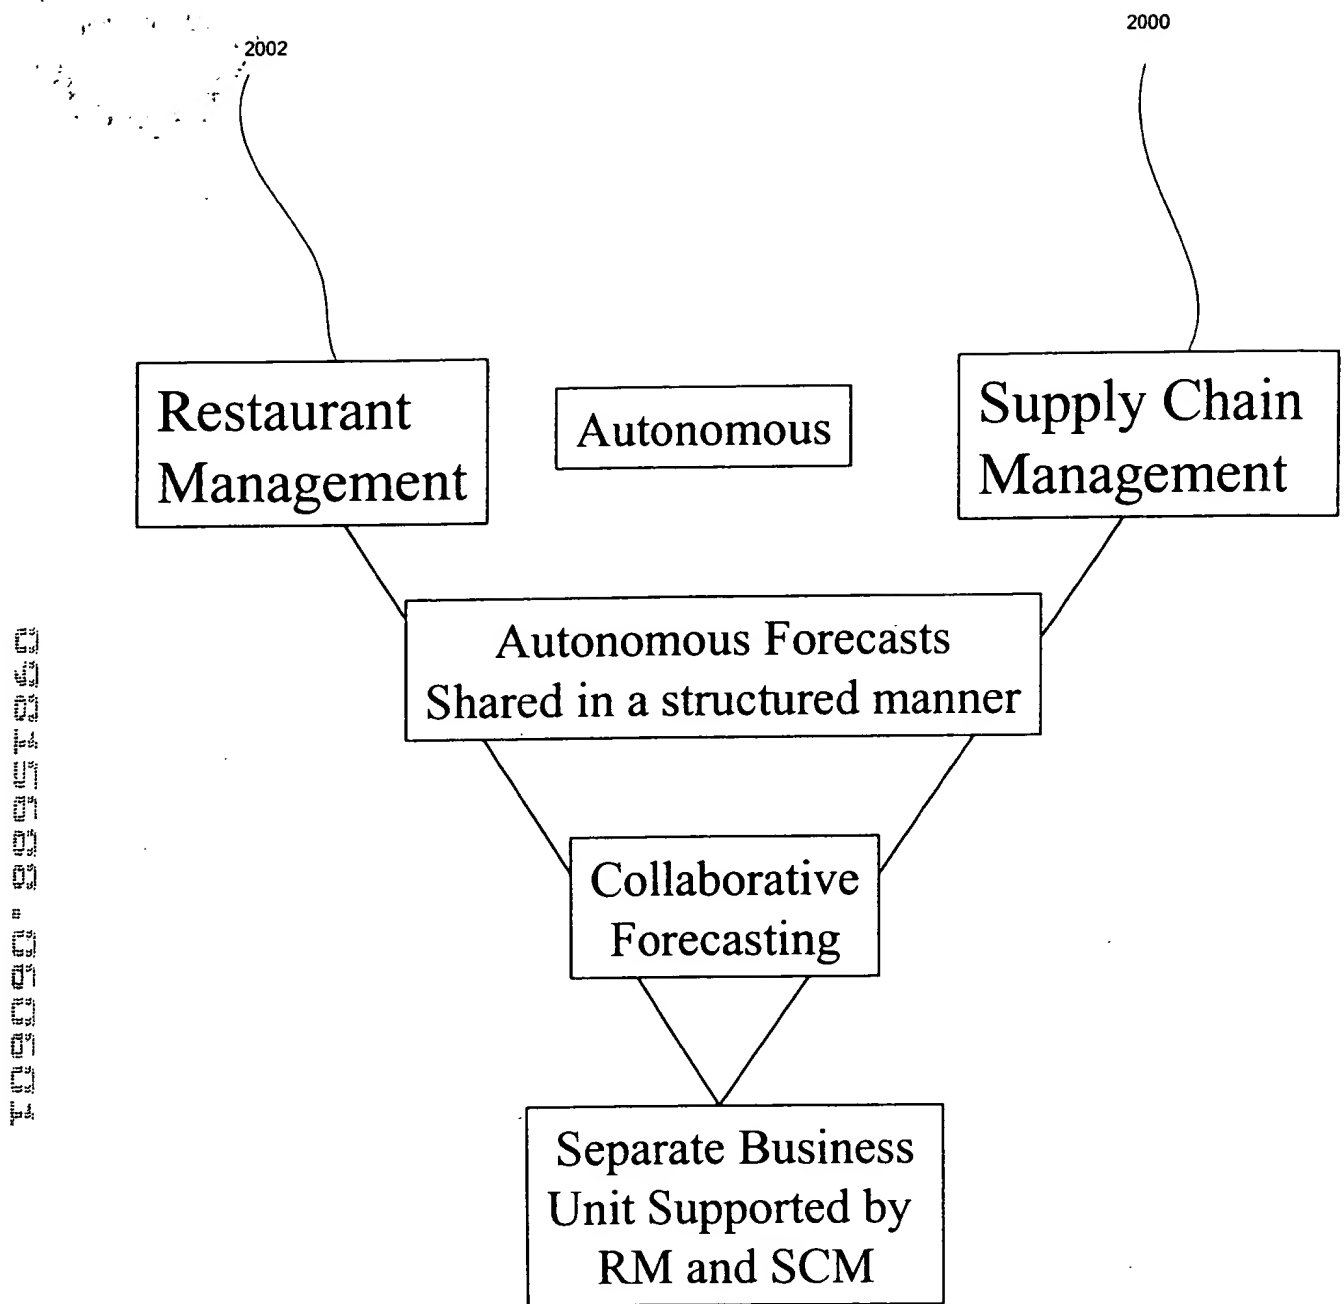 2002
2000
Restaurant
Management
Autonomous
Supply Chain
Management
Autonomous Forecasts
Shared in a structured manner
Collaborative
Forecasting
Separate Business
Unit Supported by
RM and SCM